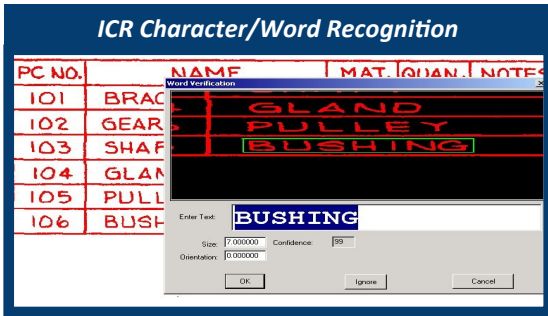 ICR Character/Word Recognition
PC NO. NAME MAT. QUAN. NOTES
Word Verification
101 BRAC
GLAND
102 GEAR
PULLEY
103 SHAF
BUSHING
104 GLAN
105 PULL
Enter Text: BUSHING
106 BUSH
Size: 7.000000 Confidence: 99
Orientation: 0.000000
OK Ignore Cancel